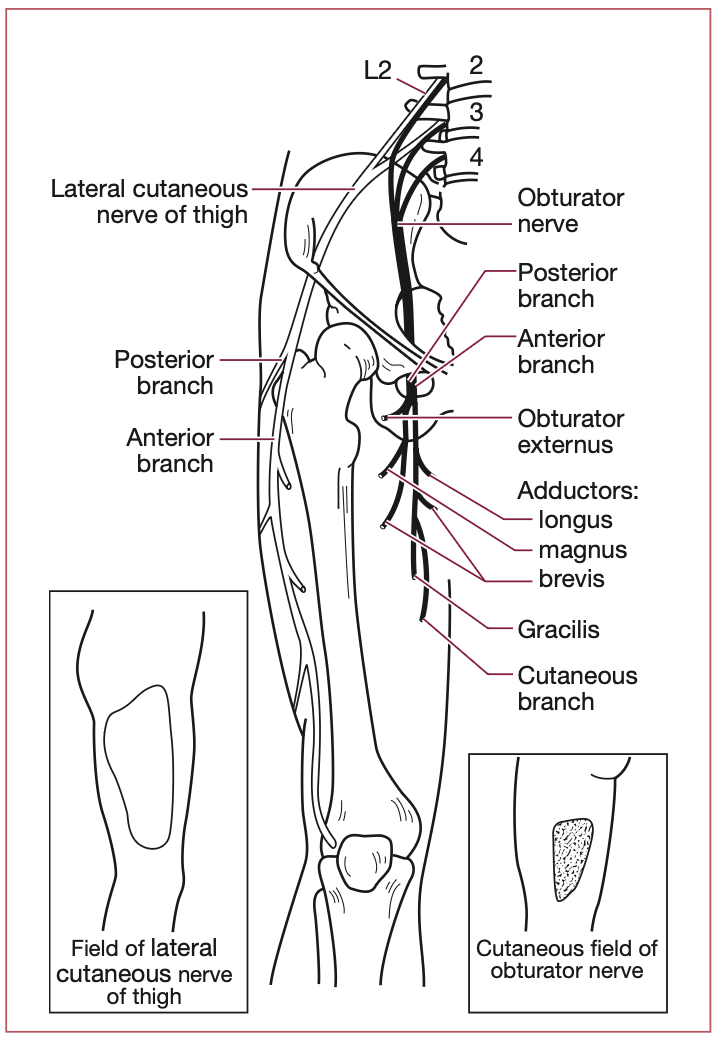 L2
2
3
4
Lateral cutaneous
nerve of thigh
Obturator
nerve
Posterior
branch
Anterior
branch
Posterior
branch
Anterior
branch
Obturator
externus
Adductors:
longus
magnus
brevis
Gracilis
Cutaneous
branch
Field of lateral
cutaneous nerve
of thigh
Cutaneous field of
obturator nerve